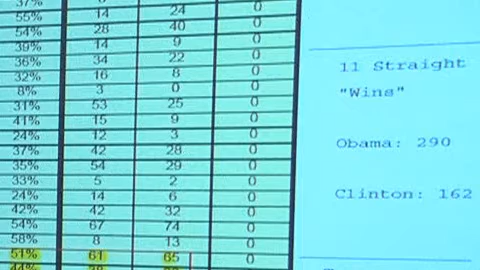 55% 14 24 0
54% 28 40 0
39% 14 9 0
36% 34 22 0
32% 16 8 0
8% 3 0 0
31% 53 25 0
41% 15 9 0
24% 12 3 0
37% 42 28 0
35% 54 29 0
33% 5 2 0
24% 14 6 0
42% 42 32 0
54% 67 74 0
58% 8 13 0
51% 61 65 0
11 Straight
"Wins"
Obama: 290
Clinton: 162